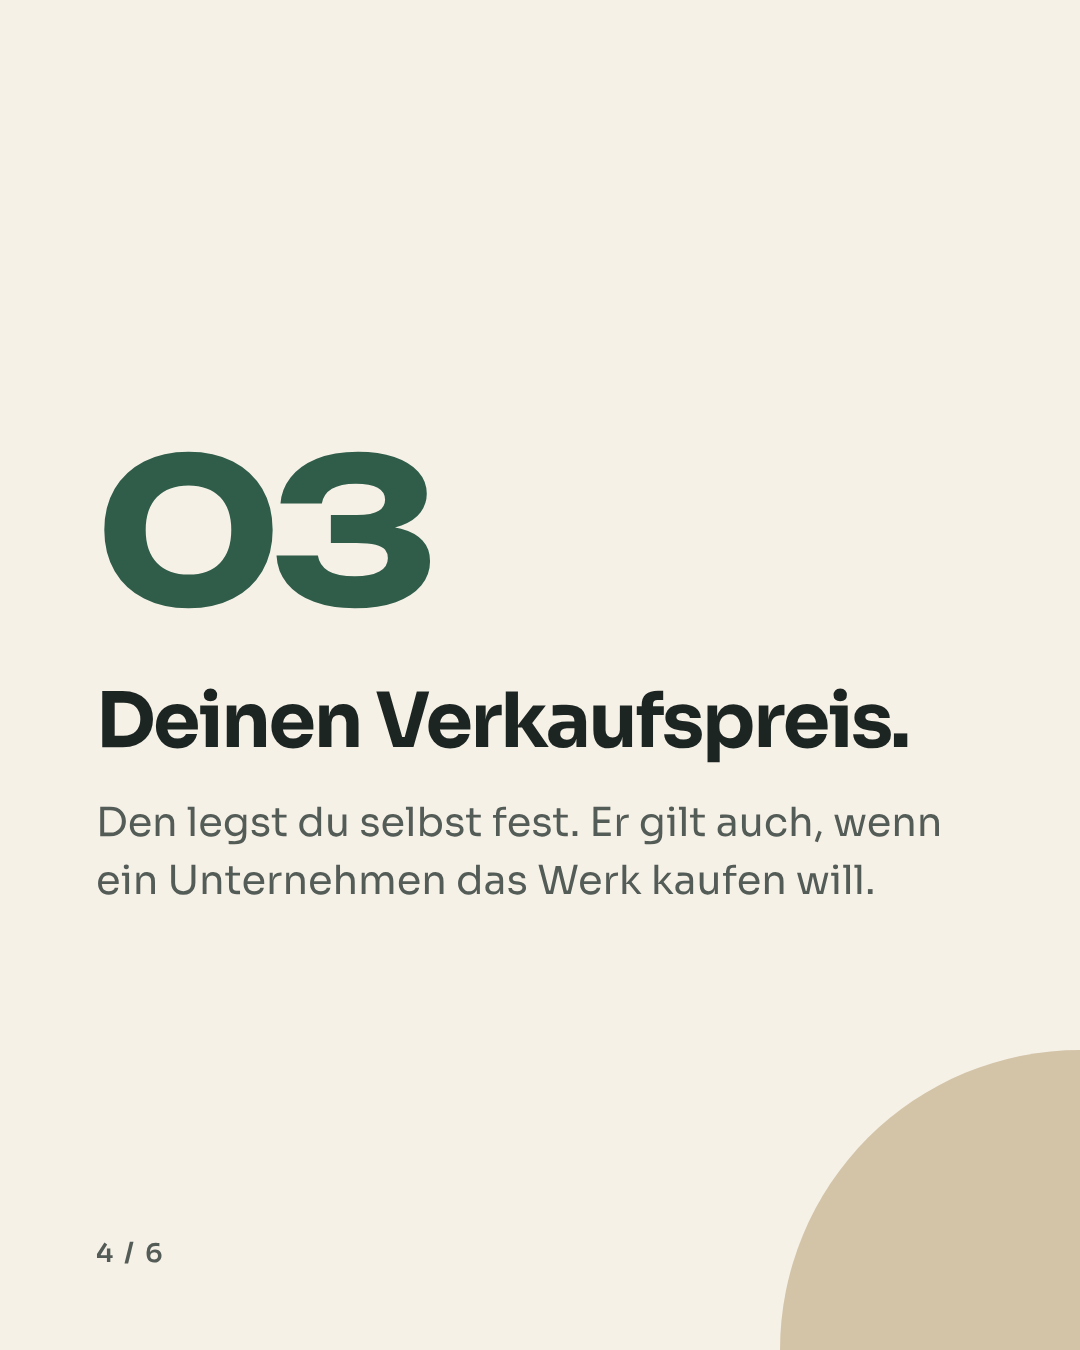 03
Deinen Verkaufspreis.
Den legst du selbst fest. Er gilt auch, wenn
ein Unternehmen das Werk kaufen will.
4 / 6